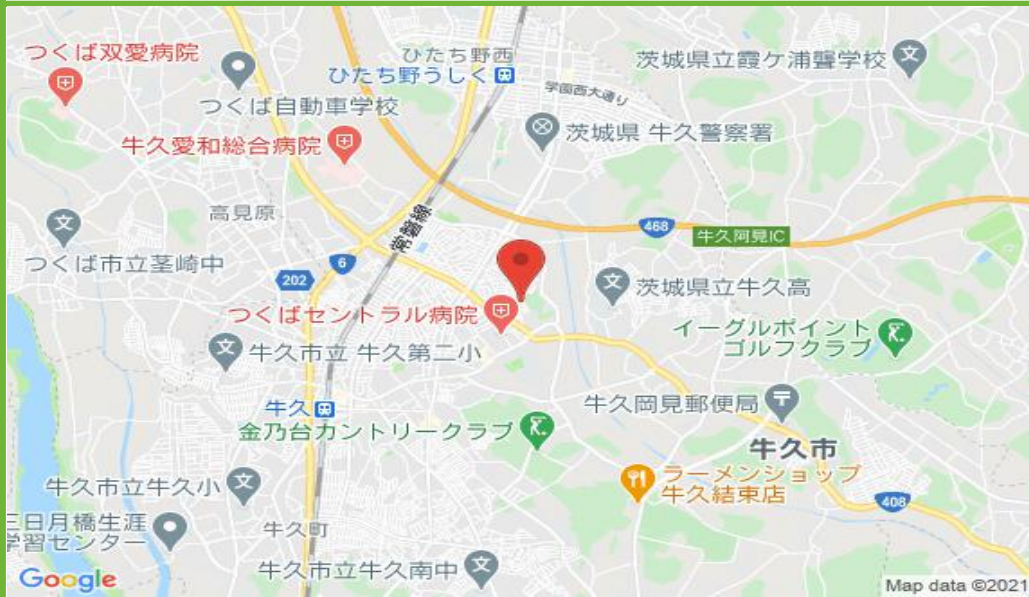 つくば双愛病院
ひたち野西
ひたち野うしく
茨城県立霞ケ浦聾学校
つくば自動車学校
学園西大通り
茨城県 牛久警察署
牛久愛和総合病院
高見原
常磐線
468
牛久阿見IC
つくば市立茎崎中
6
202
茨城県立牛久高
つくばセントラル病院
イーグルポイント
ゴルフクラブ
牛久市立 牛久第二小
牛久
牛久岡見郵便局
金乃台カントリークラブ
牛久市
ラーメンショップ
牛久結束店
牛久市立牛久小
408
三日月橋生涯
学習センター
牛久町
牛久市立牛久南中
Google
Map data ©2021